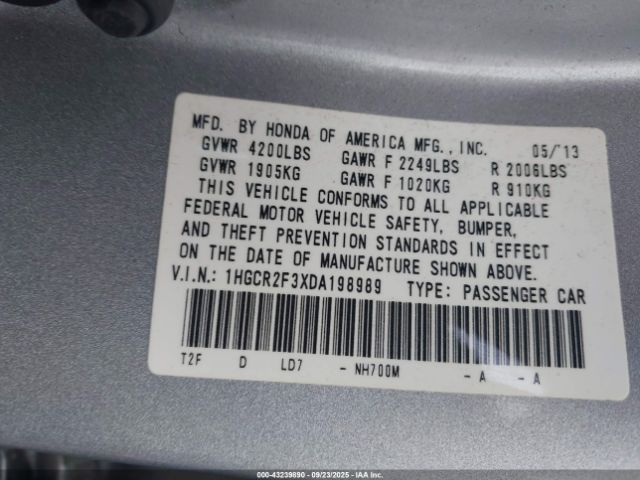 MFD. BY HONDA OF AMERICA MFG., INC. 05/'13
GVWR 4200LBS GAWR F 2249LBS R 2006LBS
GVWR 1905KG GAWR F 1020KG R 910KG
THIS VEHICLE CONFORMS TO ALL APPLICABLE
FEDERAL MOTOR VEHICLE SAFETY, BUMPER,
AND THEFT PREVENTION STANDARDS IN EFFECT
ON THE DATE OF MANUFACTURE SHOWN ABOVE.
V.I.N.: 1HGCR2F3XDA198989 TYPE: PASSENGER CAR
T2F D LD7 - NH700M - A - A
000-43239890 - 09/23/2025 - IAA, Inc.